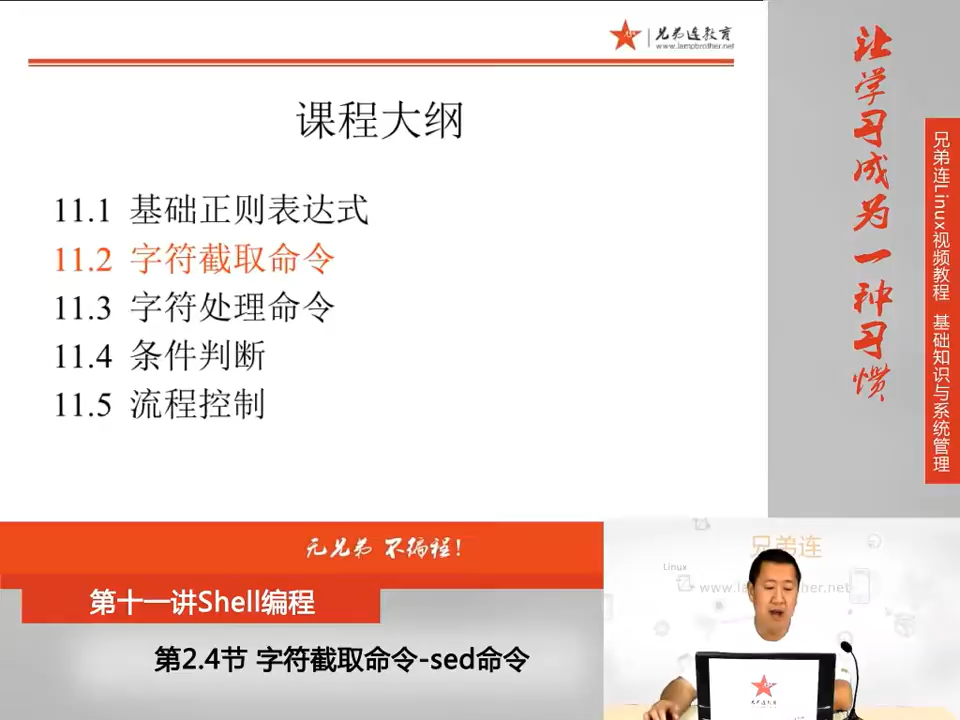 兄弟连教育
www.lampbrother.net
课程大纲
11.1 基础正则表达式
11.2 字符截取命令
11.3 字符处理命令
11.4 条件判断
11.5 流程控制
让学习成为一种习惯
兄弟连Linux视频教程 基础知识与系统管理
无兄弟 不编程!
第十一讲Shell编程
第2.4节 字符截取命令-sed命令
兄弟连
Linux